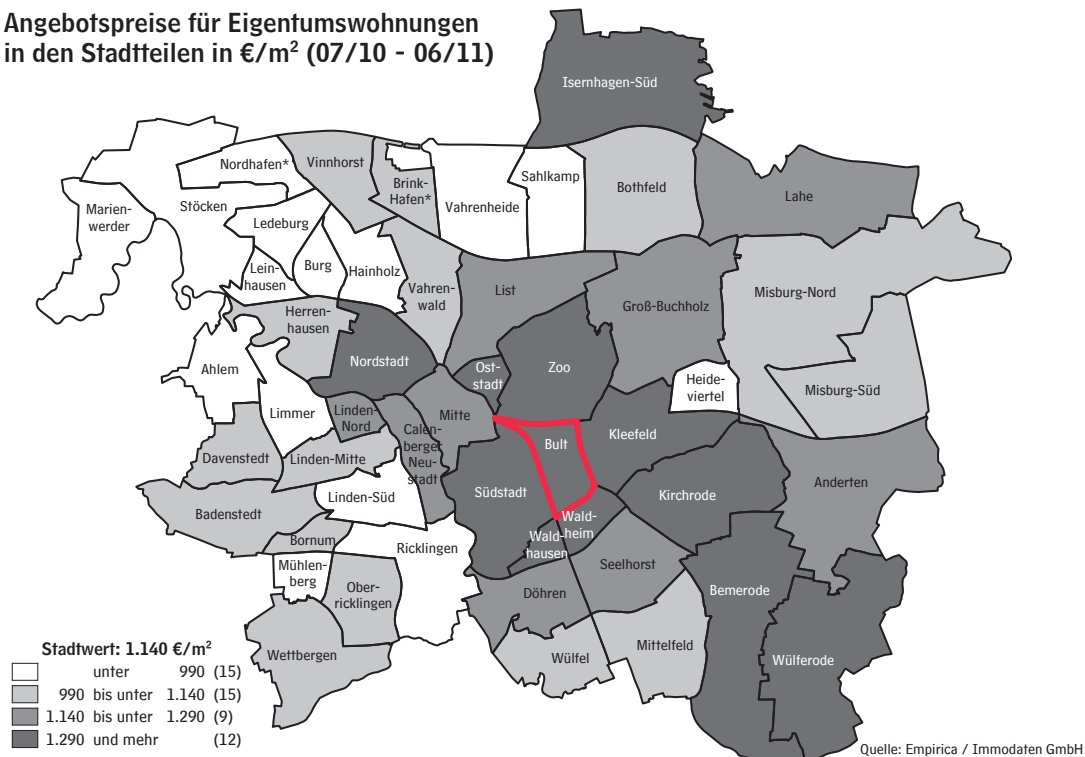 Angebotspreise für Eigentumswohnungen
in den Stadtteilen in €/m² (07/10 - 06/11)
Isernhagen-Süd
Nordhafen*
Vinnhorst
Brink-
Hafen*
Sahlkamp
Bothfeld
Lahe
Marien-
werder
Stöcken
Ledeburg
Vahrenheide
Lein-
hausen
Burg
Hainholz
Vahren-
wald
List
Groß-Buchholz
Misburg-Nord
Herren-
hausen
Nordstadt
Ost-
stadt
Zoo
Ahlem
Heide-
viertel
Misburg-Süd
Limmer
Linden-
Nord
Calen-
berger
Neu-
stadt
Mitte
Bult
Kleefeld
Davenstedt
Linden-Mitte
Anderten
Linden-Süd
Südstadt
Kirchrode
Badenstedt
Wald-
heim
Wald-
hausen
Bornum
Ricklingen
Mühlen-
berg
Ober-
ricklingen
Döhren
Seelhorst
Bemerode
Wettbergen
Wülfel
Mittelfeld
Wülferode
Stadtwert: 1.140 €/m²
unter 990 (15)
990 bis unter 1.140 (15)
1.140 bis unter 1.290 (9)
1.290 und mehr (12)
Quelle: Empirica / Immodaten GmbH